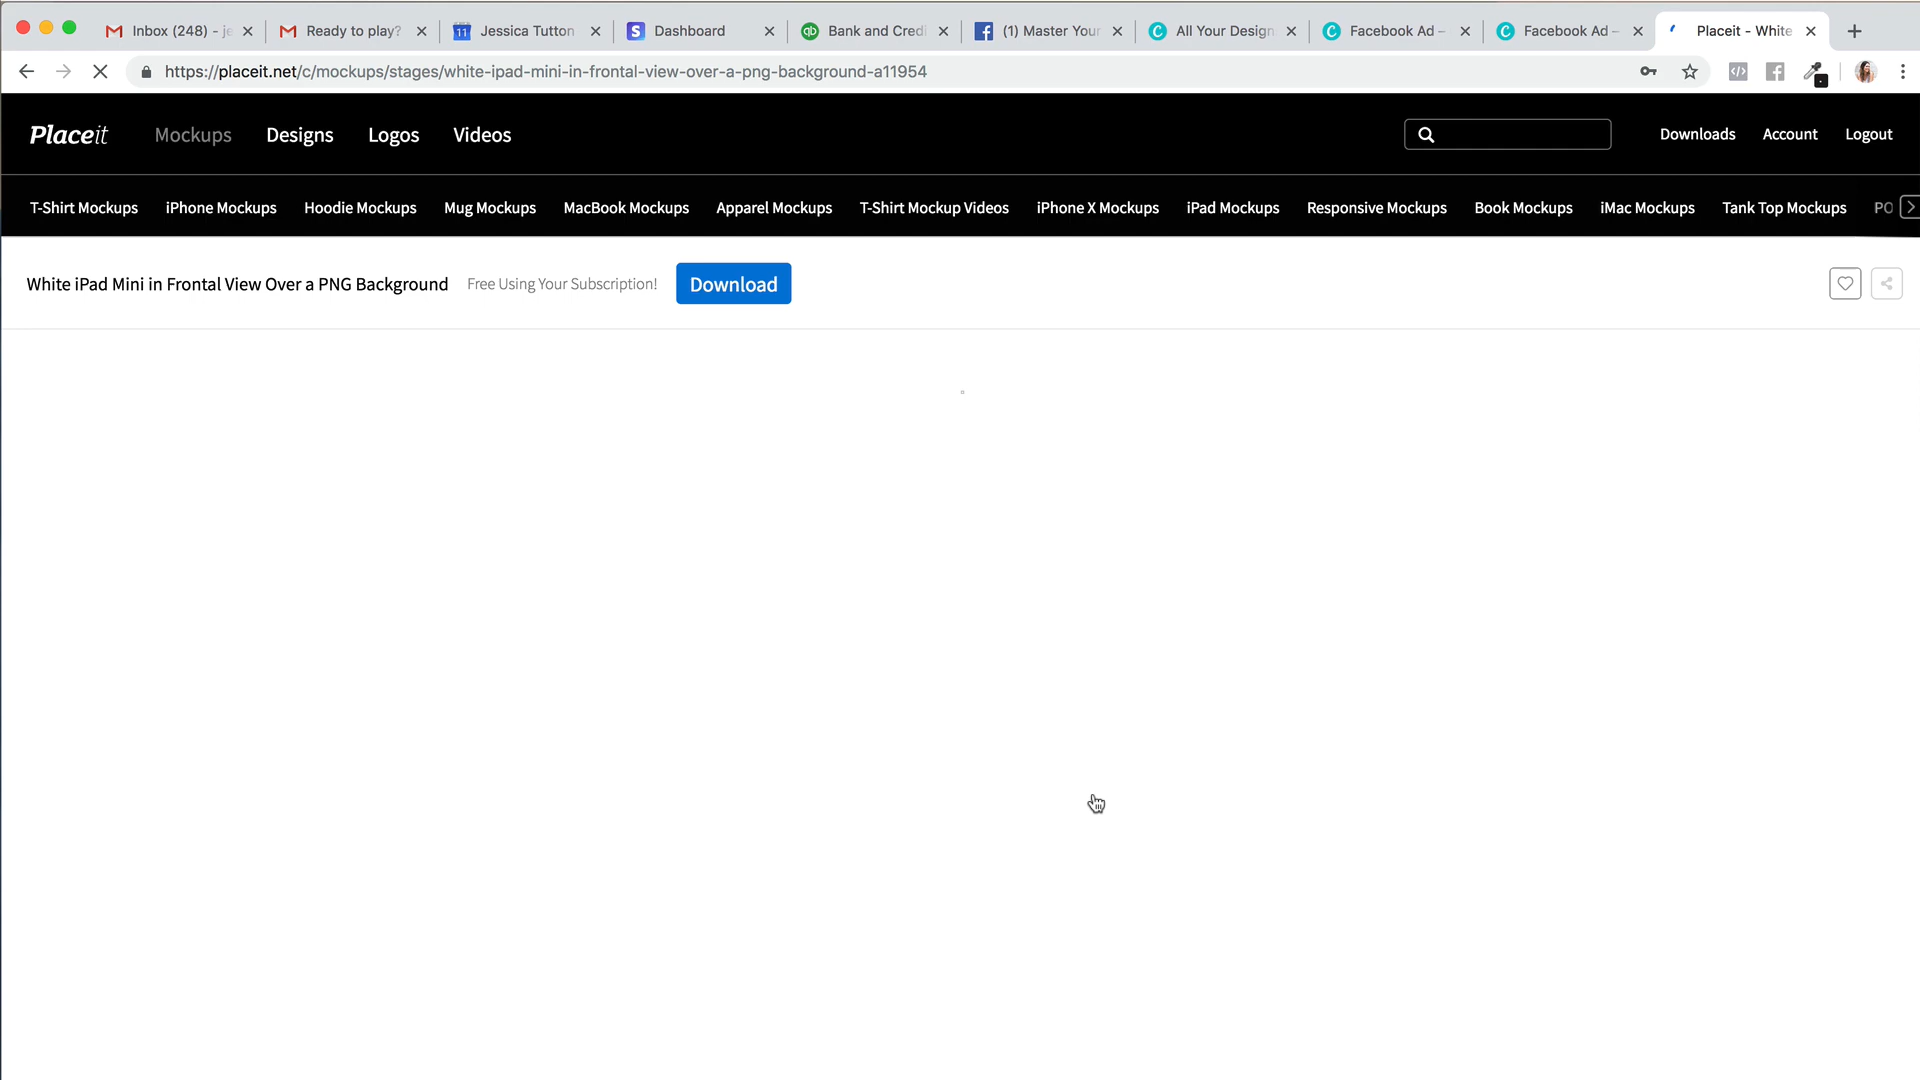 Inbox (248) - je
Ready to play?
11
Jessica Tutton
S
Dashboard
qb
Bank and Credi
(1) Master Your
C
All Your Design
C
Facebook Ad –
C
Facebook Ad –
Placeit - White
https://placeit.net/c/mockups/stages/white-ipad-mini-in-frontal-view-over-a-png-background-a11954
Placeit
Mockups
Designs
Logos
Videos
Downloads
Account
Logout
T-Shirt Mockups
iPhone Mockups
Hoodie Mockups
Mug Mockups
MacBook Mockups
Apparel Mockups
T-Shirt Mockup Videos
iPhone X Mockups
iPad Mockups
Responsive Mockups
Book Mockups
iMac Mockups
Tank Top Mockups
PO
White iPad Mini in Frontal View Over a PNG Background
Free Using Your Subscription!
Download